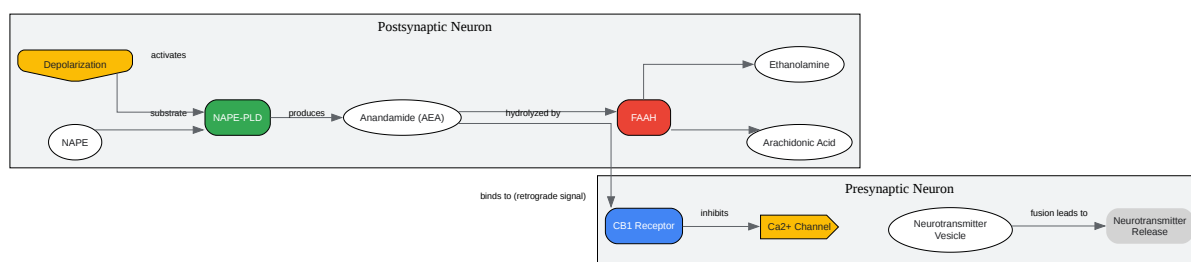 Postsynaptic Neuron
Depolarization
activates
Ethanolamine
substrate
NAPE-PLD
produces
Anandamide (AEA)
hydrolyzed by
FAAH
NAPE
Arachidonic Acid
binds to (retrograde signal)
Presynaptic Neuron
CB1 Receptor
inhibits
Ca2+ Channel
Neurotransmitter
Vesicle
fusion leads to
Neurotransmitter
Release